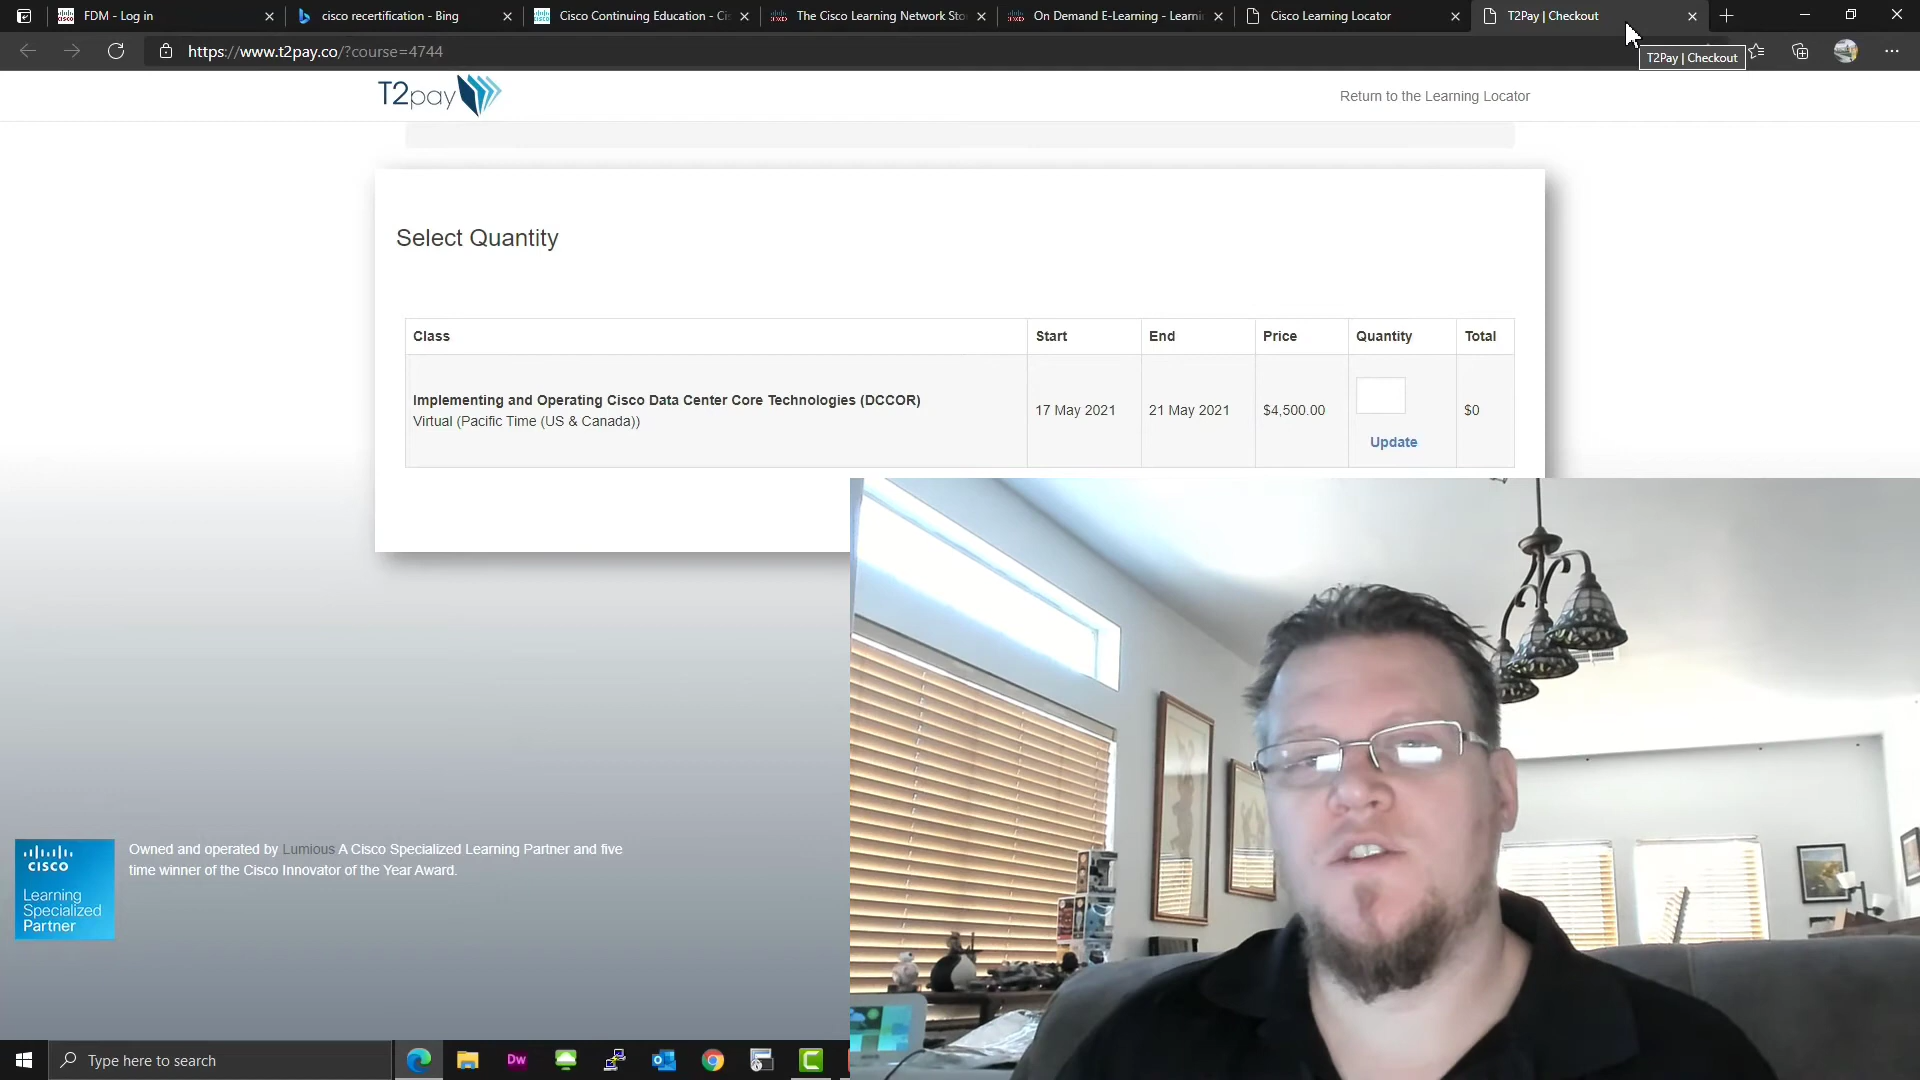 FDM - Log in
cisco recertification - Bing
Cisco Continuing Education - Cis
The Cisco Learning Network Sto
On Demand E-Learning - Learni
Cisco Learning Locator
T2Pay | Checkout
https://www.t2pay.co/?course=4744
T2Pay | Checkout
T2pay
Return to the Learning Locator
Select Quantity
Class Start End Price Quantity Total
Implementing and Operating Cisco Data Center Core Technologies (DCCOR)
Virtual (Pacific Time (US & Canada))
17 May 2021 21 May 2021 $4,500.00 $0
Update
CISCO
Learning
Specialized
Partner
Owned and operated by Lumious A Cisco Specialized Learning Partner and five
time winner of the Cisco Innovator of the Year Award.
Type here to search
Dw